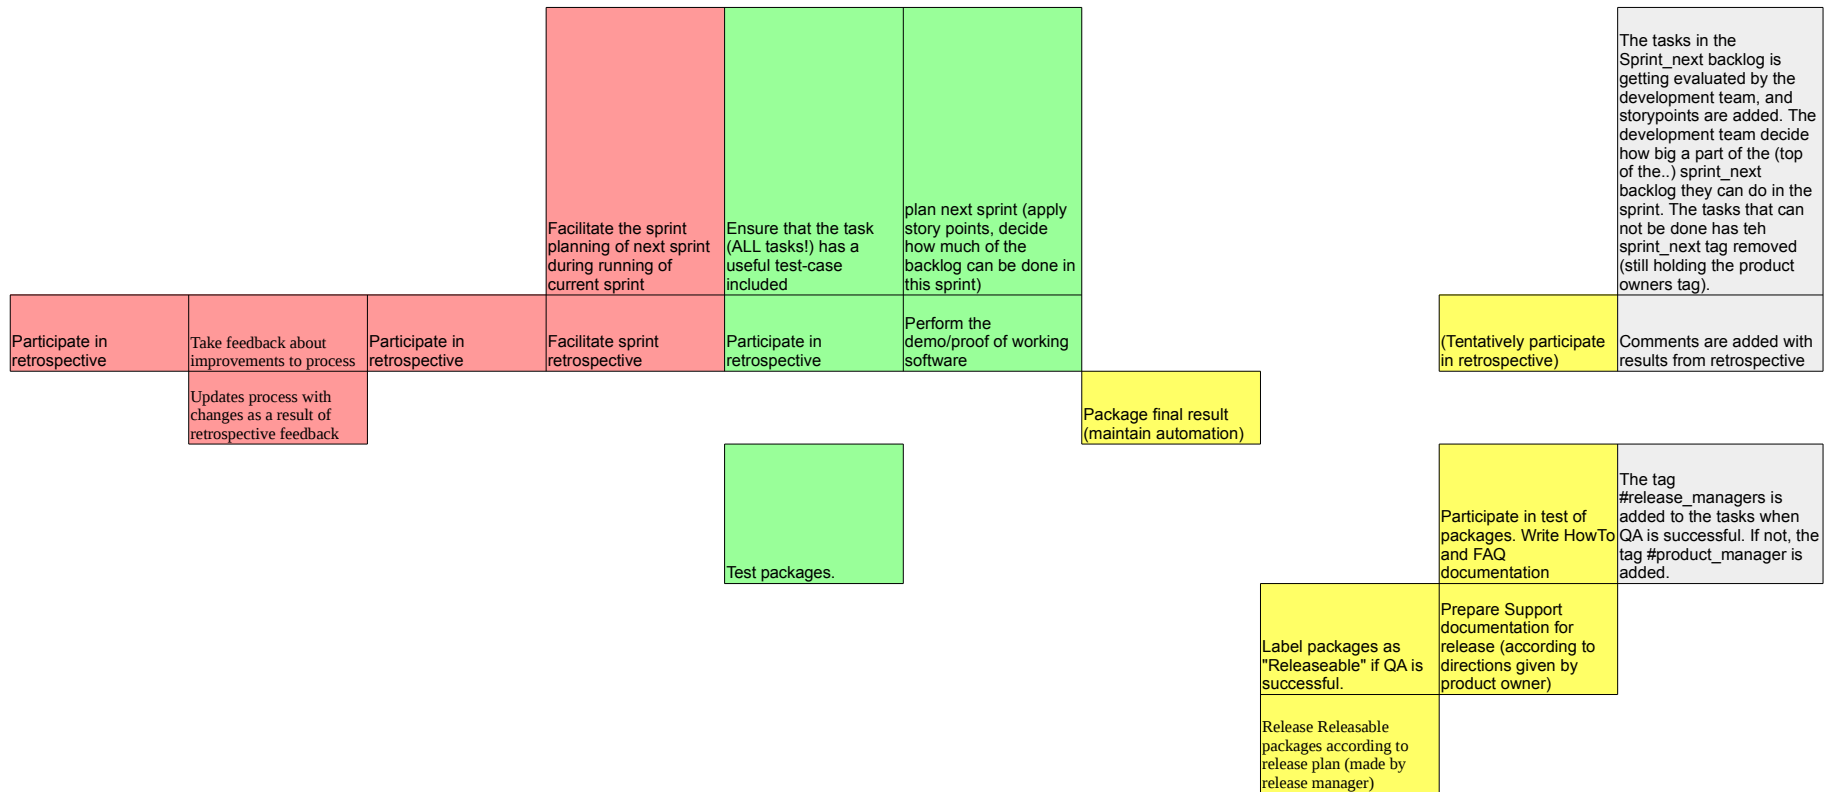 Facilitate the sprint
planning of next sprint
during running of
current sprint
Ensure that the task
(ALL tasks!) has a
useful test-case
included
plan next sprint (apply
story points, decide
how much of the
backlog can be done in
this sprint)
The tasks in the
Sprint_next backlog is
getting evaluated by the
development team, and
storypoints are added. The
development team decide
how big a part of the (top
of the..) sprint_next
backlog they can do in the
sprint. The tasks that can
not be done has teh
sprint_next tag removed
(still holding the product
owners tag).
Participate in
retrospective
Take feedback about
improvements to process
Participate in
retrospective
Facilitate sprint
retrospective
Participate in
retrospective
Perform the
demo/proof of working
software
(Tentatively participate
in retrospective)
Comments are added with
results from retrospective
Updates process with
changes as a result of
retrospective feedback
Package final result
(maintain automation)
Test packages.
Participate in test of
packages. Write HowTo
and FAQ
documentation
The tag
#release_managers is
added to the tasks when
QA is successful. If not, the
tag #product_manager is
added.
Label packages as
"Releaseable" if QA is
successful.
Prepare Support
documentation for
release (according to
directions given by
product owner)
Release Releasable
packages according to
release plan (made by
release manager)